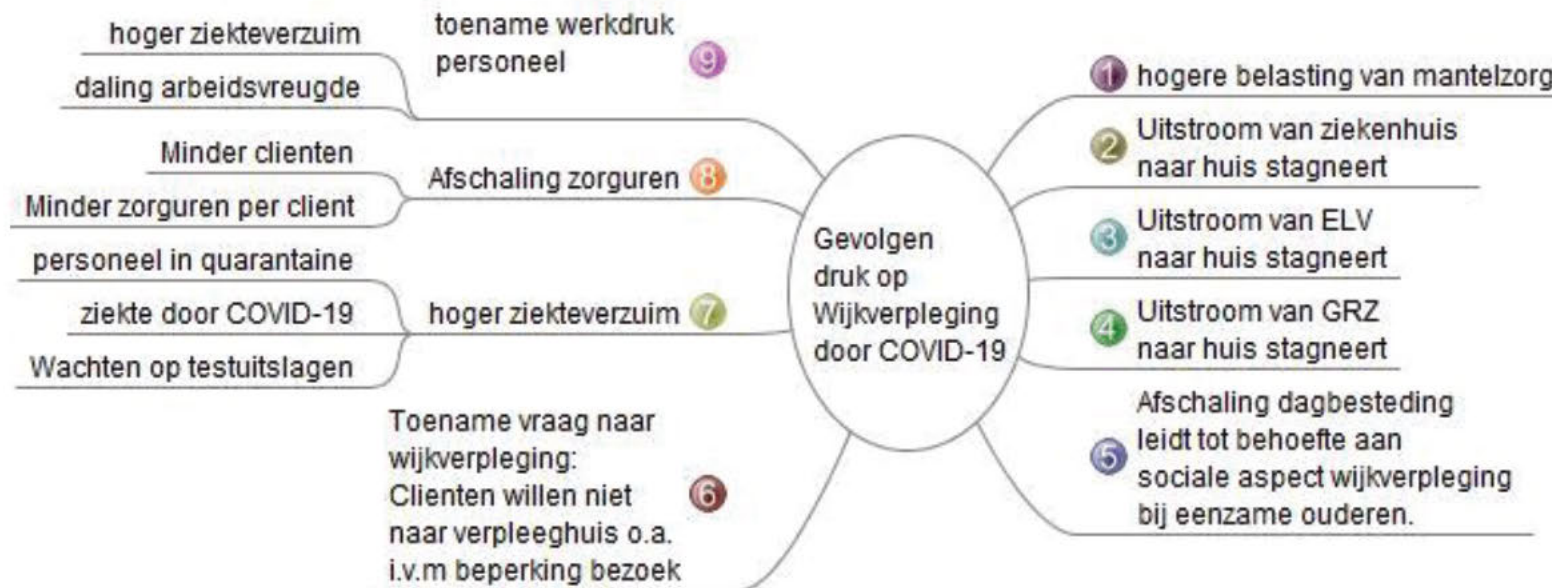 Gevolgen
druk op
Wijkverpleging
door COVID-19
1 hogere belasting van mantelzorg
2 Uitstroom van ziekenhuis
naar huis stagneert
3 Uitstroom van ELV
naar huis stagneert
4 Uitstroom van GRZ
naar huis stagneert
5 Afschaling dagbesteding
leidt tot behoefte aan
sociale aspect wijkverpleging
bij eenzame ouderen.
6 Toename vraag naar
wijkverpleging:
Clienten willen niet
naar verpleeghuis o.a.
i.v.m beperking bezoek
hoger ziekteverzuim 7
personeel in quarantaine
ziekte door COVID-19
Wachten op testuitslagen
Afschaling zorguren 8
Minder clienten
Minder zorguren per client
toename werkdruk
personeel 9
hoger ziekteverzuim
daling arbeidsvreugde